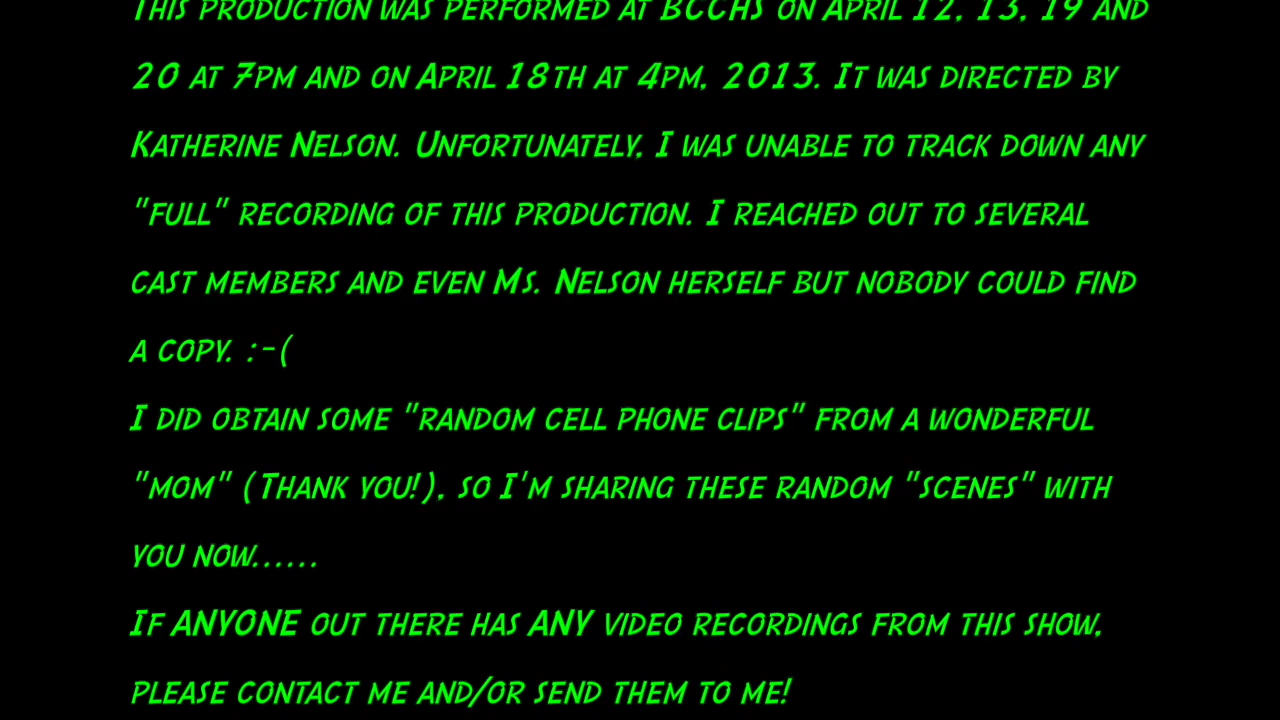 This production was performed at BCCHS on April 12, 13, 19 and
20 at 7pm and on April 18th at 4pm, 2013. It was directed by
Katherine Nelson. Unfortunately, I was unable to track down any
"full" recording of this production. I reached out to several
cast members and even Ms. Nelson herself but nobody could find
a copy. :-(
I did obtain some "random cell phone clips" from a wonderful
"mom" (Thank you!), so I'm sharing these random "scenes" with
you now......
If ANYONE out there has ANY video recordings from this show,
please contact me and/or send them to me!